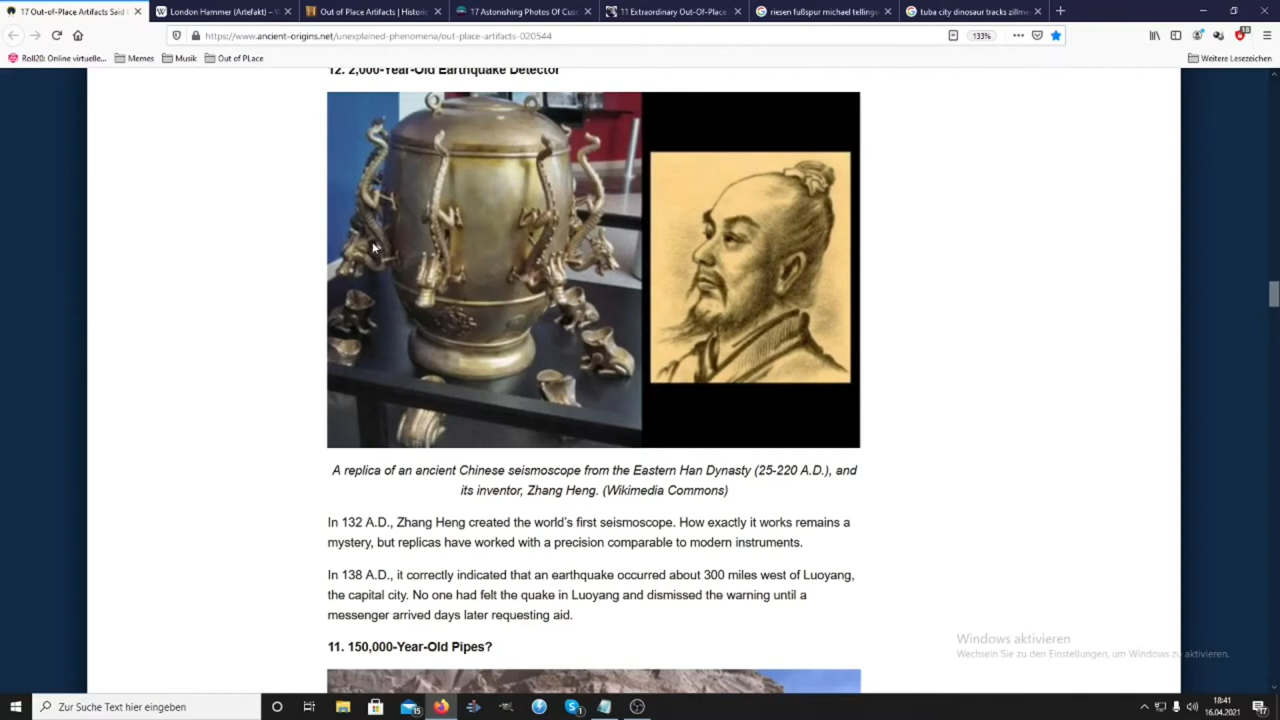 17 Out-of-Place Artifacts Said
London Hammer (Artefakt) – W
Out of Place Artifacts | Historic
17 Astonishing Photos Of Cus
11 Extraordinary Out-Of-Place
riesen fußspur michael tellinge
tuba city dinosaur tracks zillme
https://www.ancient-origins.net/unexplained-phenomena/out-place-artifacts-020544
133%
Roll20: Online virtuelle...
Memes
Musik
Out of PLace
Weitere Lesezeichen
12. 2,000-Year-Old Earthquake Detector
A replica of an ancient Chinese seismoscope from the Eastern Han Dynasty (25-220 A.D.), and
its inventor, Zhang Heng. (Wikimedia Commons)
In 132 A.D., Zhang Heng created the world's first seismoscope. How exactly it works remains a
mystery, but replicas have worked with a precision comparable to modern instruments.
In 138 A.D., it correctly indicated that an earthquake occurred about 300 miles west of Luoyang,
the capital city. No one had felt the quake in Luoyang and dismissed the warning until a
messenger arrived days later requesting aid.
11. 150,000-Year-Old Pipes?
Windows aktivieren
Wechseln Sie zu den Einstellungen, um Windows zu aktivieren.
Zur Suche Text hier eingeben
18:41
16.04.2021